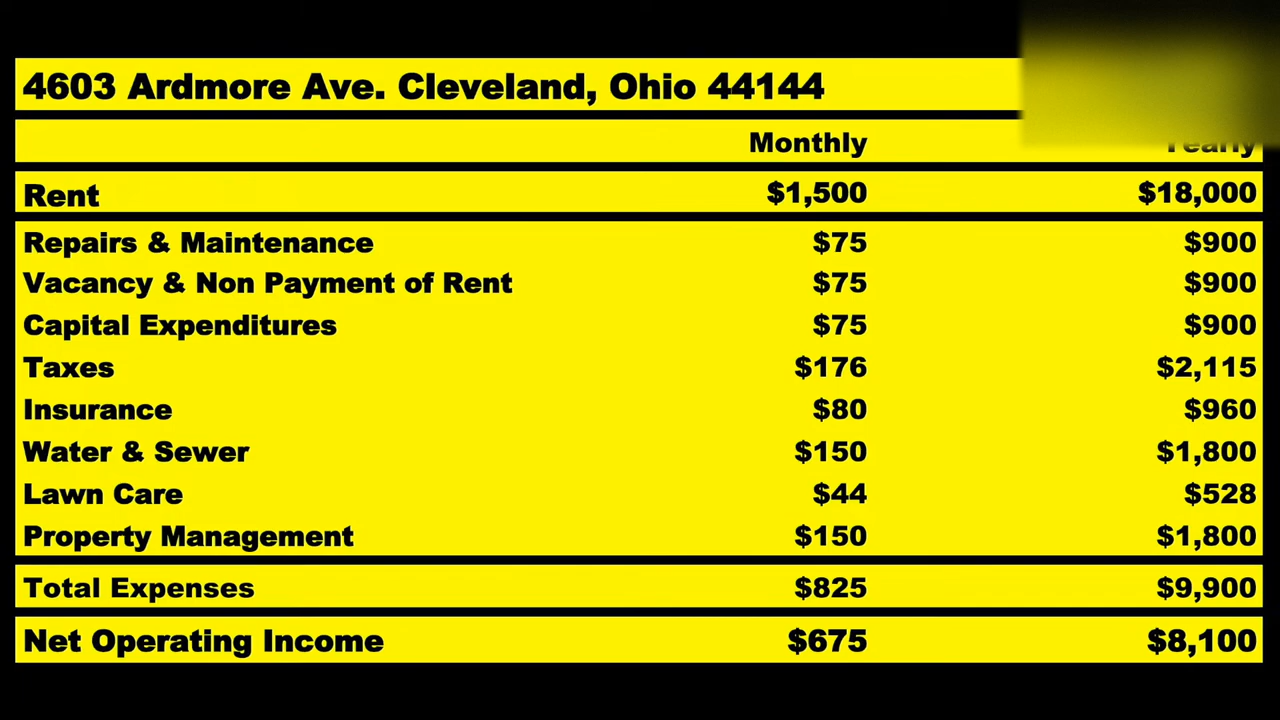 4603 Ardmore Ave. Cleveland, Ohio 44144
Monthly Yearly
Rent $1,500 $18,000
Repairs & Maintenance $75 $900
Vacancy & Non Payment of Rent $75 $900
Capital Expenditures $75 $900
Taxes $176 $2,115
Insurance $80 $960
Water & Sewer $150 $1,800
Lawn Care $44 $528
Property Management $150 $1,800
Total Expenses $825 $9,900
Net Operating Income $675 $8,100